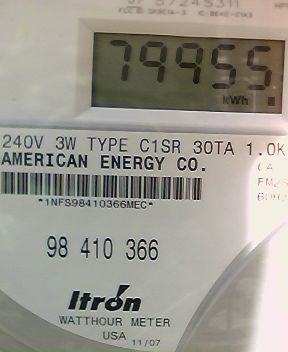 79955
kWh
240V 3W TYPE C1SR 30TA 1.0K
AMERICAN ENERGY CO.
CA
*1NFS98410366MEC*
98 410 366
Itron
WATTHOUR METER
USA 11/07